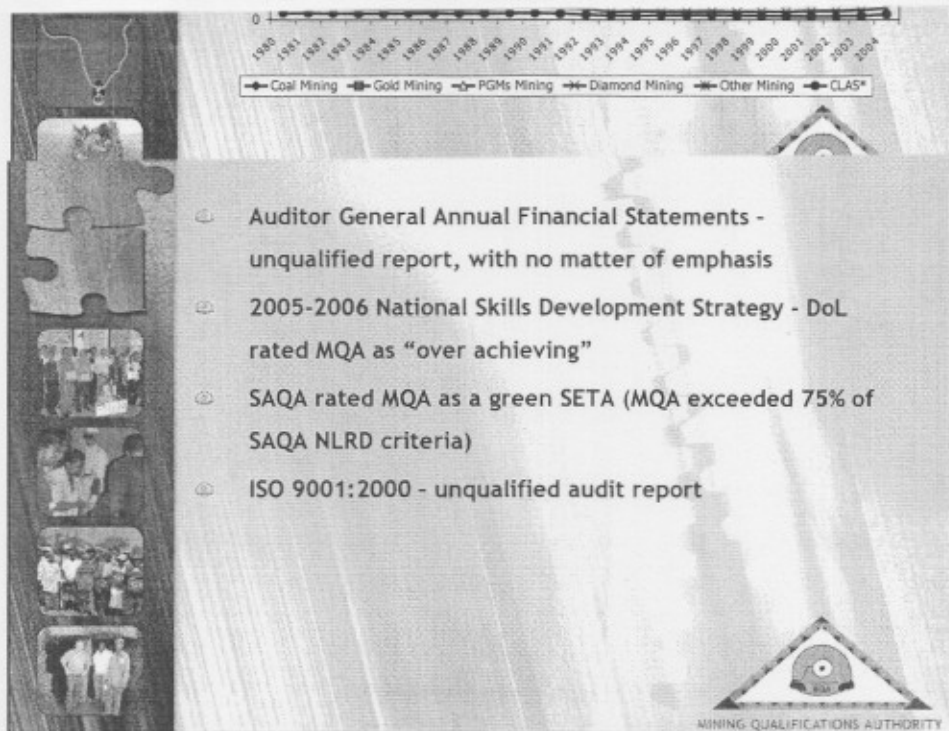 0
1980 1981 1982 1983 1984 1985 1986 1987 1988 1989 1990 1991 1992 1993 1994 1995 1996 1997 1998 1999 2000 2001 2002 2003 2004
Coal Mining Gold Mining PGMs Mining Diamond Mining Other Mining CLAS*
Auditor General Annual Financial Statements -
unqualified report, with no matter of emphasis
2005-2006 National Skills Development Strategy - DoL
rated MQA as “over achieving”
SAQA rated MQA as a green SETA (MQA exceeded 75% of
SAQA NLRD criteria)
ISO 9001:2000 - unqualified audit report
MQA
MINING QUALIFICATIONS AUTHORITY